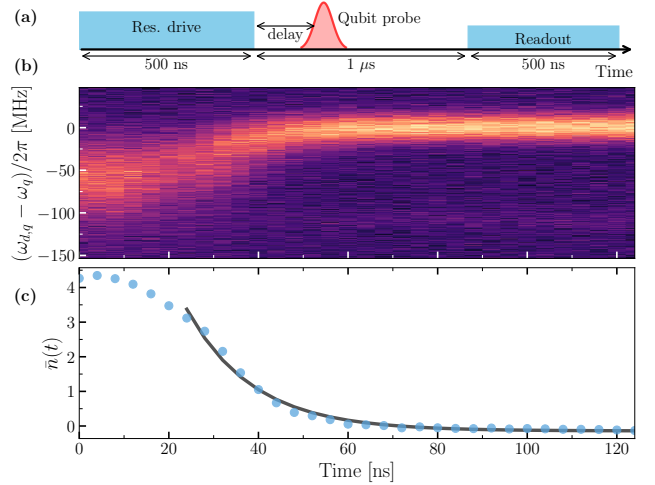 (a)
Res. drive
delay
Qubit probe
Readout
500 ns
1 μs
500 ns
Time
(b)
(ω_{d,q} − ω_q)/2π [MHz]
0
−50
−100
−150
(c)
n̄(t)
4
3
2
1
0
0 20 40 60 80 100 120
Time [ns]